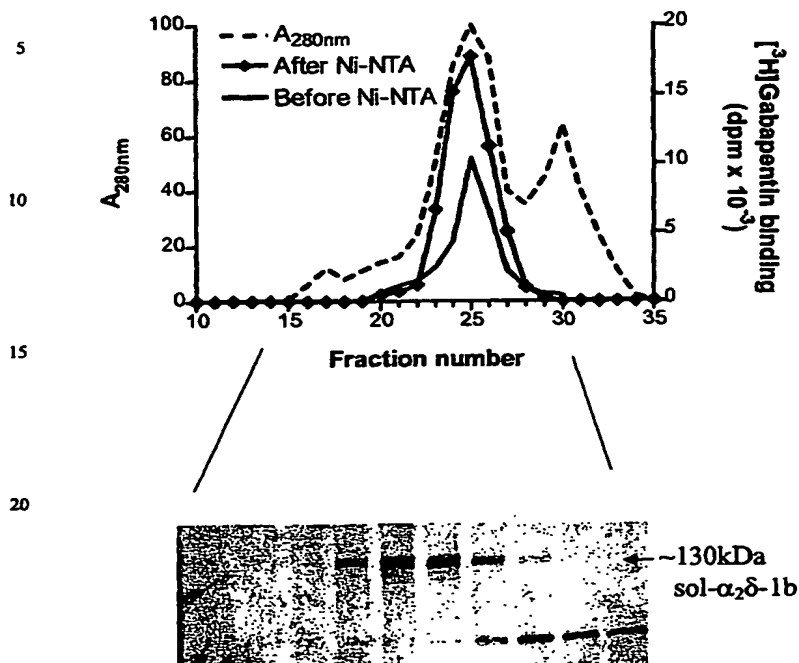 5
10
15
20
100
80
60
40
20
0
A280nm
20
15
10
5
0
[³H]Gabapentin binding
(dpm x 10⁻³)
A280nm
After Ni-NTA
Before Ni-NTA
10 15 20 25 30 35
Fraction number
~130kDa
sol-α₂δ-1b